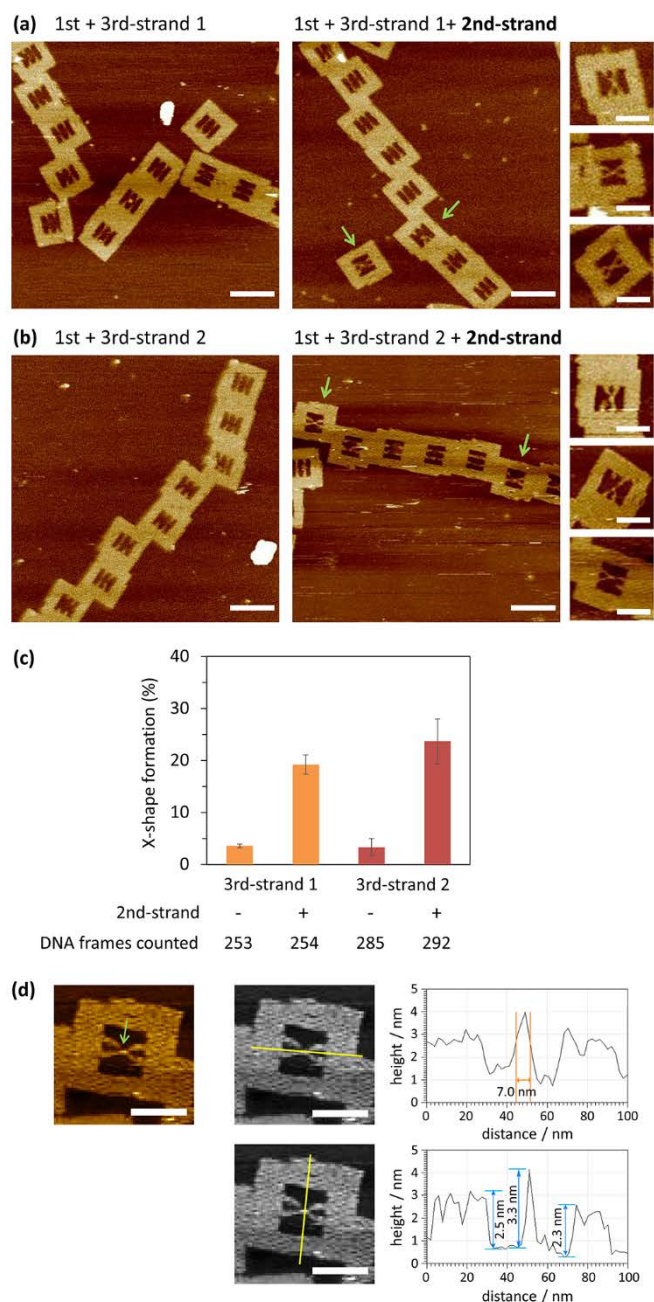 (a) 1st + 3rd-strand 1
1st + 3rd-strand 1+ 2nd-strand
(b) 1st + 3rd-strand 2
1st + 3rd-strand 2 + 2nd-strand
(c)
X-shape formation (%)
40
30
20
10
0
3rd-strand 1 3rd-strand 2
2nd-strand - + - +
DNA frames counted 253 254 285 292
(d)
height / nm
5
4
3
2
1
0
7.0 nm
0 20 40 60 80 100
distance / nm
height / nm
5
4
3
2
1
0
2.5 nm
3.3 nm
2.3 nm
0 20 40 60 80 100
distance / nm